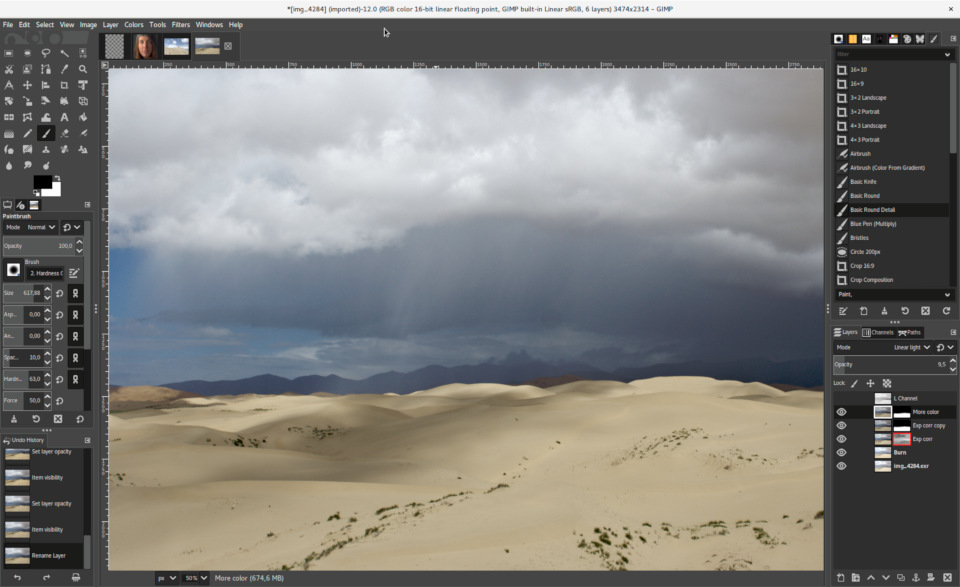 *[img_4284] (imported)-12.0 (RGB color 16-bit linear floating point, GIMP built-in Linear sRGB, 6 layers) 3474x2314 – GIMP
File Edit Select View Image Layer Colors Tools Filters Windows Help
Paintbrush
Mode Normal
Opacity 100,0
Brush
2. Hardness 0
Size 617,88
Asp... 0,00
An... 0,00
Spac... 10,0
Hardn... 63,0
Force 50,0
Undo History
Set layer opacity
Item visibility
Set layer opacity
Item visibility
Rename Layer
px 50% More color (674,6 MB)
filter
16×10
16×9
3×2 Landscape
3×2 Portrait
4×3 Landscape
4×3 Portrait
Airbrush
Airbrush (Color From Gradient)
Basic Knife
Basic Round
Basic Round Detail
Blue Pen (Multiply)
Bristles
Circle 200px
Crop 16:9
Crop Composition
Paint,
Layers Channels Paths
Mode Linear light
Opacity 9,5
Lock:
L Channel
More color
Exp corr copy
Exp corr
Burn
img_4284.exr